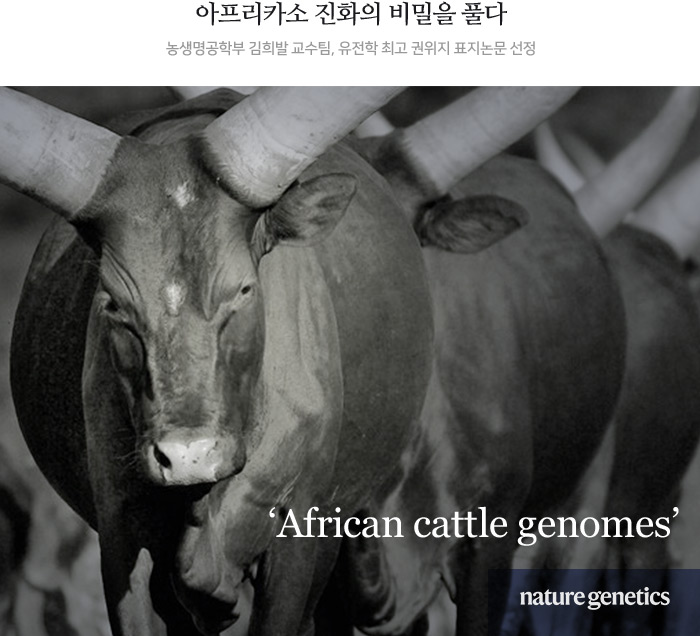 아프리카소 진화의 비밀을 풀다
농생명공학부 김희발 교수팀, 유전학 최고 권위지 표지논문 선정
‘African cattle genomes’
nature genetics